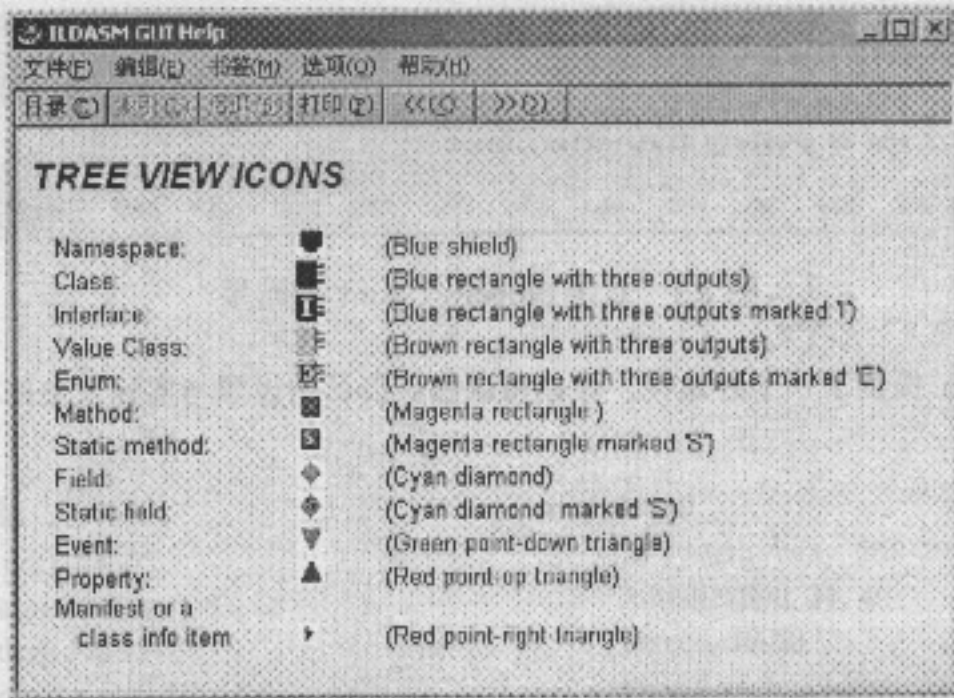 ILDASM GUI Help
文件(F) 编辑(E) 书签(M) 选项(O) 帮助(H)
目录(C) 打印(P) <<(<) >>(>)
TREE VIEW ICONS
Namespace: (Blue shield)
Class: (Blue rectangle with three outputs)
Interface (Blue rectangle with three outputs marked 'I')
Value Class: (Brown rectangle with three outputs)
Enum: (Brown rectangle with three outputs marked 'E')
Method: (Magenta rectangle )
Static method: (Magenta rectangle marked 'S')
Field: (Cyan diamond)
Static field: (Cyan diamond marked 'S')
Event: (Green point-down triangle)
Property: (Red point-up triangle)
Manifest or a
class info item (Red point-right triangle)